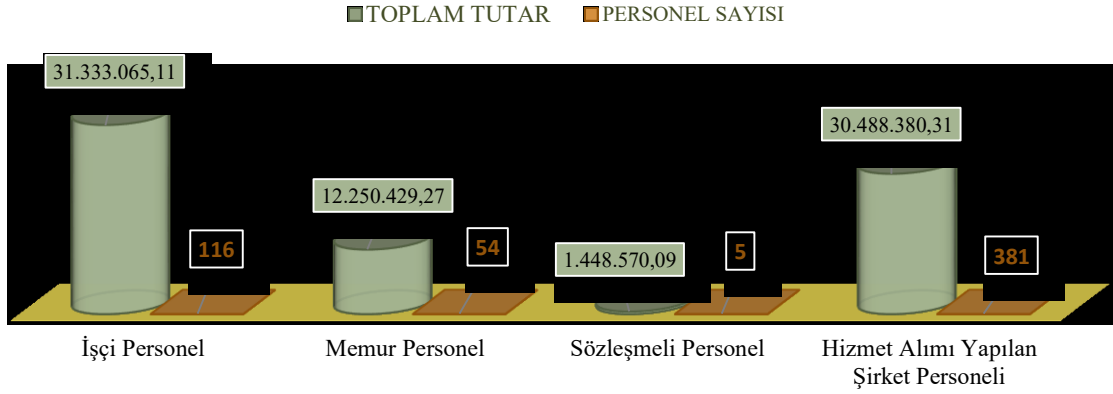 TOPLAM TUTAR PERSONEL SAYISI
31.333.065,11
116
12.250.429,27
54
1.448.570,09
5
30.488.380,31
381
İşçi Personel
Memur Personel
Sözleşmeli Personel
Hizmet Alımı Yapılan
Şirket Personeli